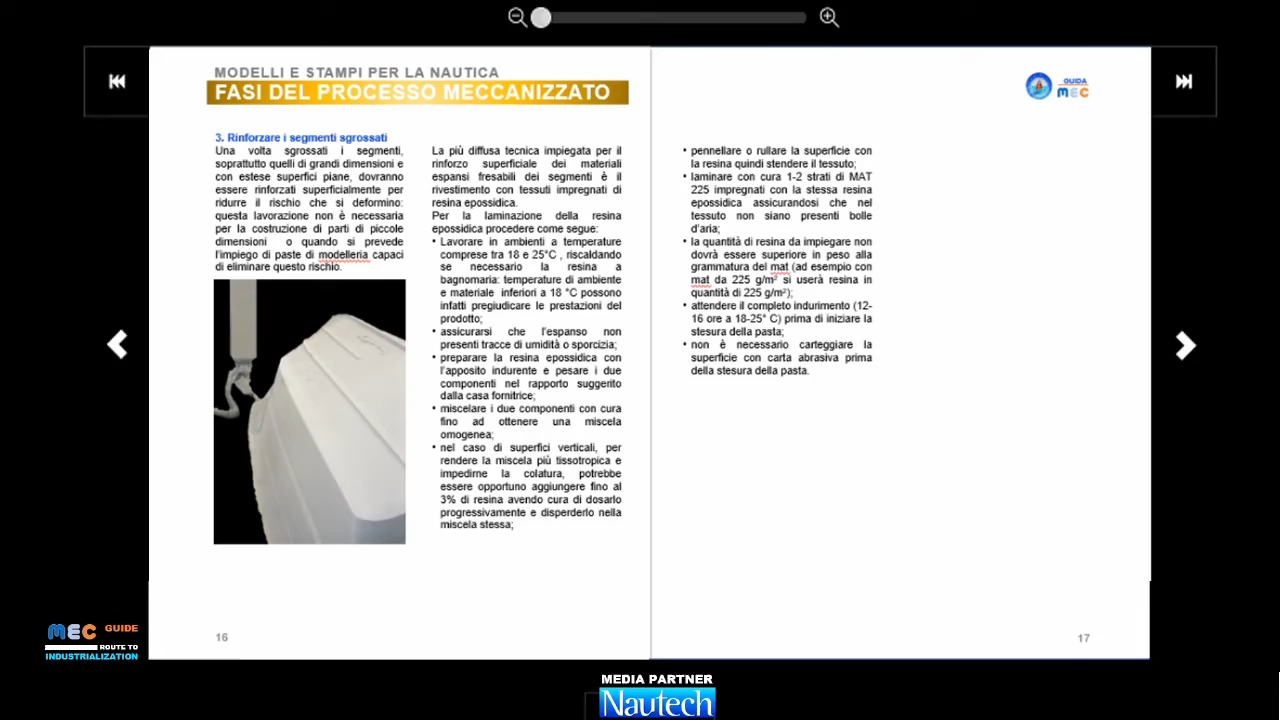 MODELLI E STAMPI PER LA NAUTICA
FASI DEL PROCESSO MECCANIZZATO
3. Rinforzare i segmenti sgrossati
Una volta sgrossati i segmenti,
soprattutto quelli di grandi dimensioni e
con estese superfici piane, dovranno
essere rinforzati superficialmente per
ridurre il rischio che si deformino:
questa lavorazione non è necessaria
per la costruzione di parti di piccole
dimensioni o quando si prevede
l'impiego di paste di modelleria capaci
di eliminare questo rischio.
La più diffusa tecnica impiegata per il
rinforzo superficiale dei materiali
espansi fresabili dei segmenti è il
rivestimento con tessuti impregnati di
resina epossidica.
Per la laminazione della resina
epossidica procedere come segue:
• Lavorare in ambienti a temperature
comprese tra 18 e 25°C , riscaldando
se necessario la resina a
bagnomaria: temperature di ambiente
e materiale inferiori a 18 °C possono
infatti pregiudicare le prestazioni del
prodotto;
• assicurarsi che l'espanso non
presenti tracce di umidità o sporcizia;
• preparare la resina epossidica con
l'apposito indurente e pesare i due
componenti nel rapporto suggerito
dalla casa fornitrice;
• miscelare i due componenti con cura
fino ad ottenere una miscela
omogenea;
• nel caso di superfici verticali, per
rendere la miscela più tissotropica e
impedirne la colatura, potrebbe
essere opportuno aggiungere fino al
3% di resina avendo cura di dosarlo
progressivamente e disperderlo nella
miscela stessa;
16
GUIDA
MEC
• pennellare o rullare la superficie con
la resina quindi stendere il tessuto;
• laminare con cura 1-2 strati di MAT
225 impregnati con la stessa resina
epossidica assicurandosi che nel
tessuto non siano presenti bolle
d'aria;
• la quantità di resina da impiegare non
dovrà essere superiore in peso alla
grammatura del mat (ad esempio con
mat da 225 g/m² si userà resina in
quantità di 225 g/m²);
• attendere il completo indurimento (12-
16 ore a 18-25° C) prima di iniziare la
stesura della pasta;
• non è necessario carteggiare la
superficie con carta abrasiva prima
della stesura della pasta.
17
MEC GUIDE
ROUTE TO
INDUSTRIALIZATION
MEDIA PARTNER
Nautech